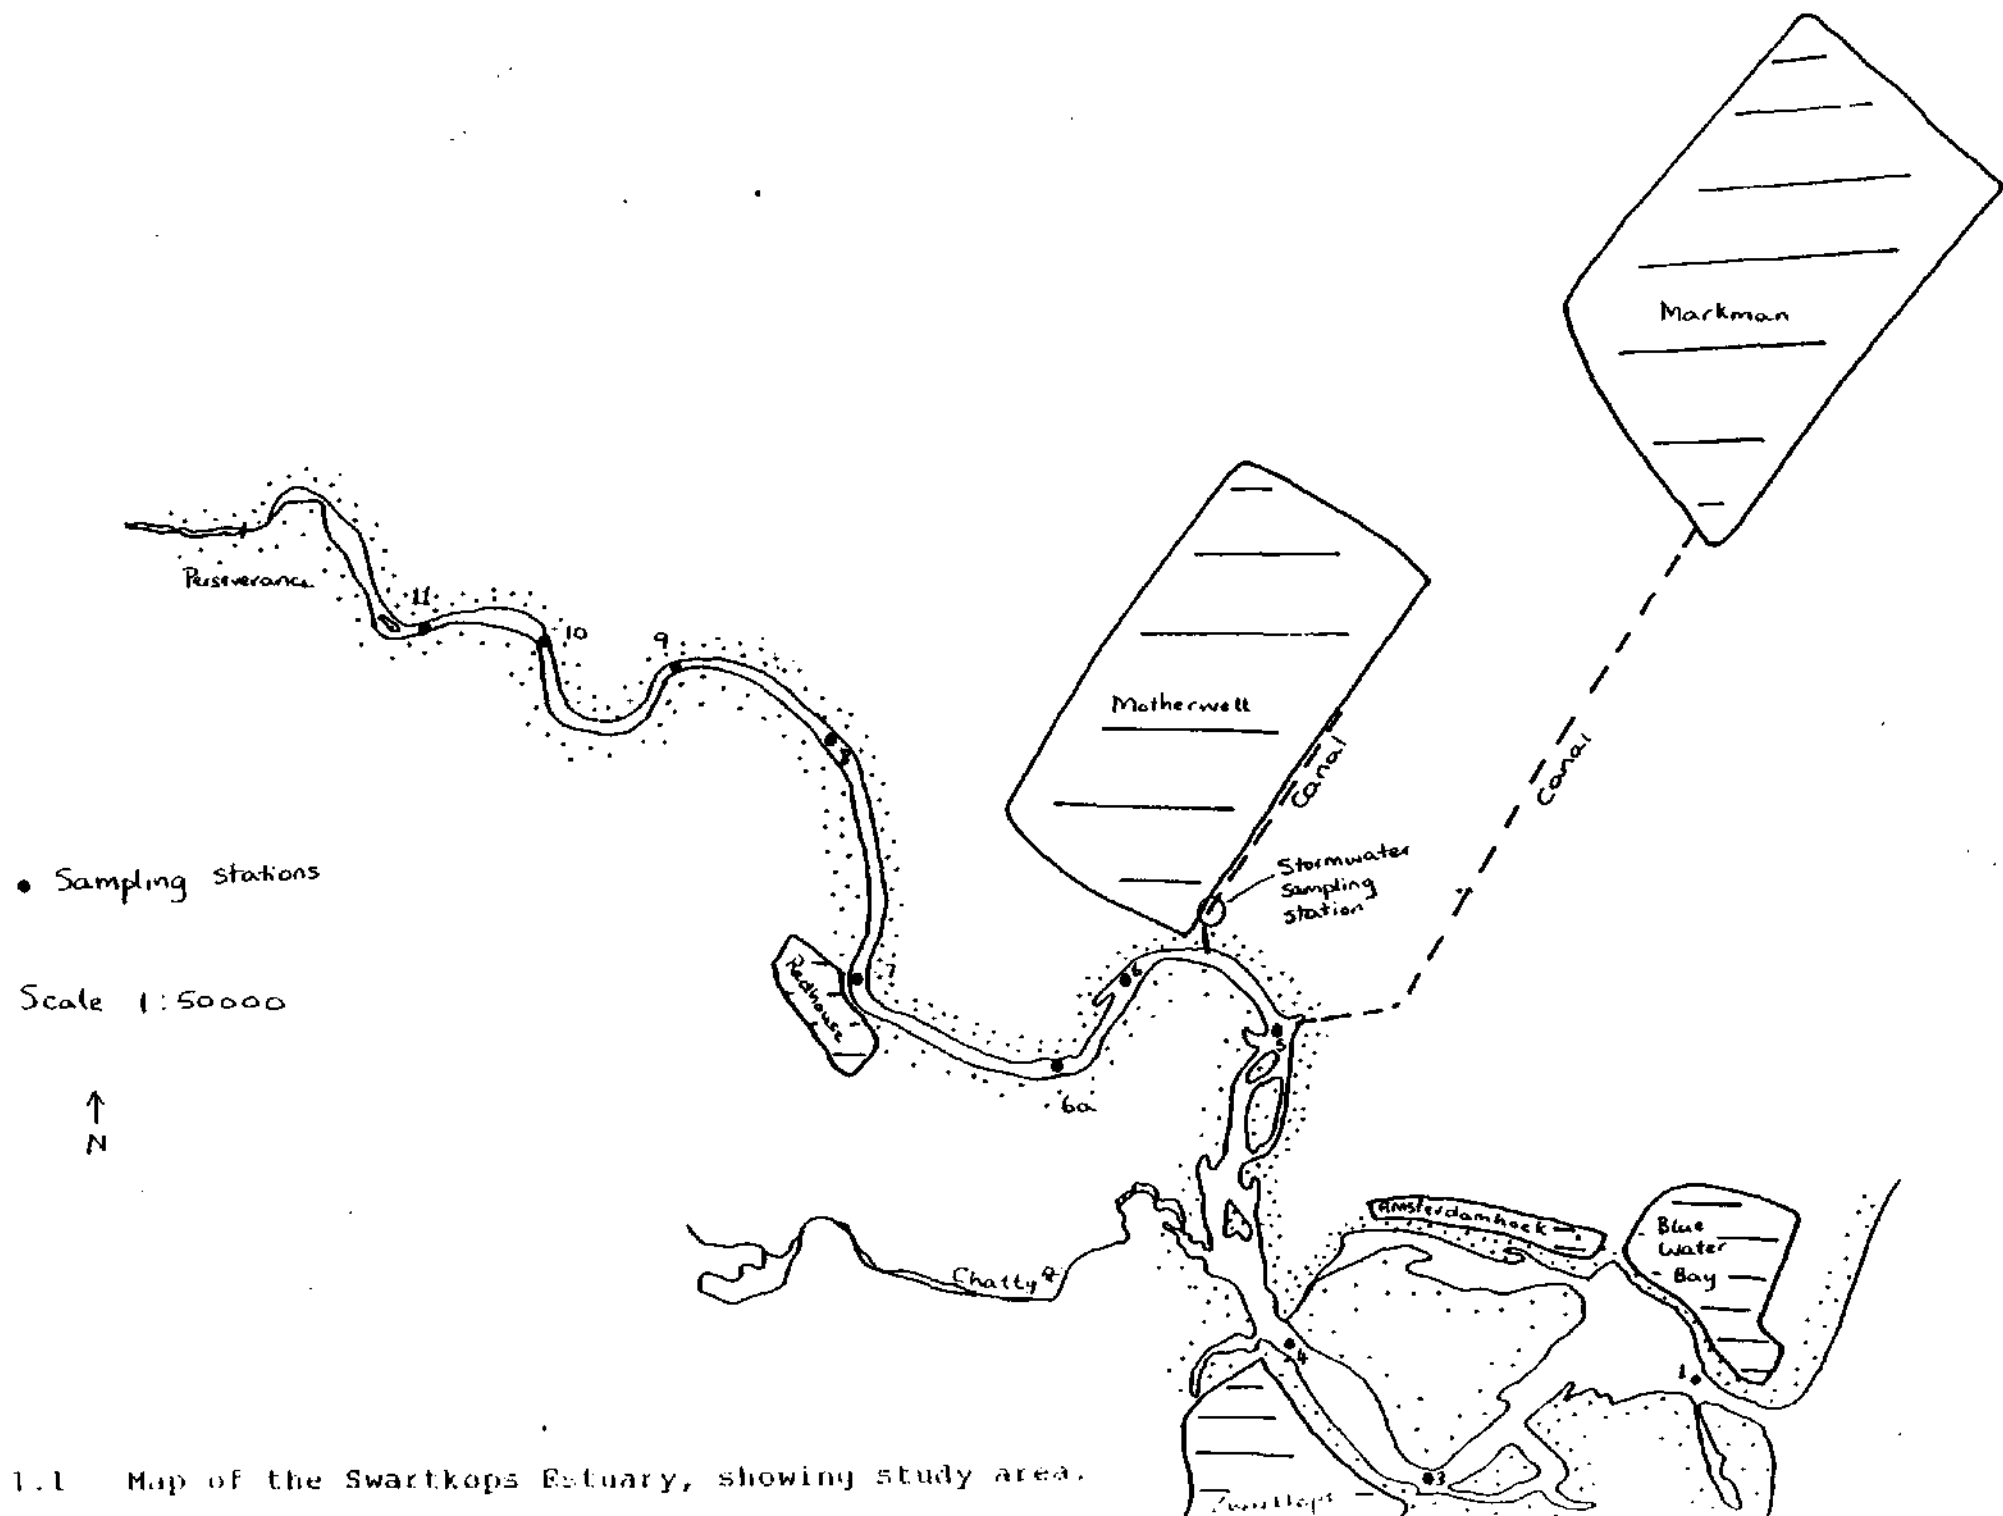 Markman
Perseverance
11
10
9
8
Motherwell
Canal
Canal
Stormwater
sampling
station
• Sampling stations
Scale 1:50000
N
Redhouse
7
6
5
6a
Amsterdamhoek
Blue
Water
Bay
Chatty R
4
1
3
Zwartkops
1.1 Map of the Swartkops Estuary, showing study area.